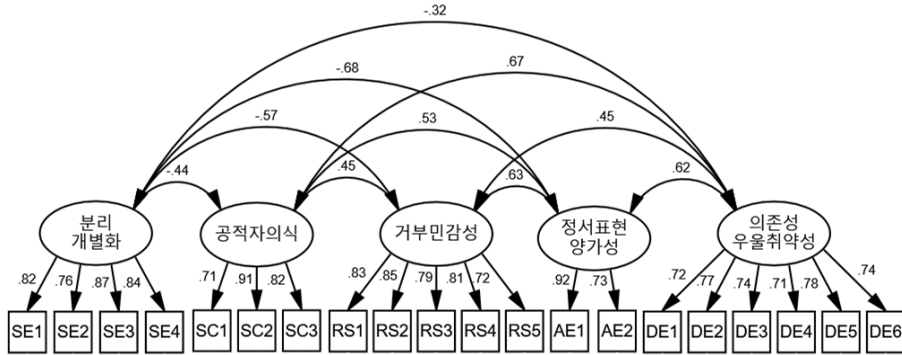 -.32
-.68
.67
-.57
.53
.45
-.44
.45
.63
.62
분리
개별화
공적자의식
거부민감성
정서표현
양가성
의존성
우울취약성
.82 .76 .87 .84 .71 .91 .82 .83 .85 .79 .81 .72 .92 .73 .72 .77 .74 .71 .78 .74
SE1 SE2 SE3 SE4 SC1 SC2 SC3 RS1 RS2 RS3 RS4 RS5 AE1 AE2 DE1 DE2 DE3 DE4 DE5 DE6